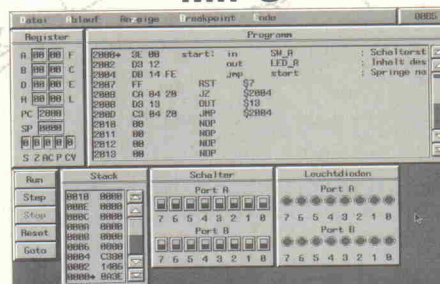 Datei Ablauf Anzeige Breakpoint Ende
Register
Programm
A 00 00 F
B 00 00 C
D 00 00 E
H 00 00 L
PC 2000
SP 0000
0 0 0 0 0
S Z AC P CV
2000+ 3E 00 start: in SW_A ; Schalterst
2002 D3 12 out LED_A ; Inhalt des
2004 DB 14 FE jmp start ; Springe na
2007 FF RST $7
2008 CA 04 20 JZ $2004
200B D3 13 OUT $13
200D C3 04 20 JMP $2004
2010 00 NOP
2011 00 NOP
2012 00 NOP
2013 00 NOP
Run
Step
Stop
Reset
Goto
Stack
0010 0000
000E 0000
000C 0000
000A 0000
0008 0000
0006 0000
0004 C300
0002 1406
0000+ 0A3E
Schalter
Port A
7 6 5 4 3 2 1 0
Port B
7 6 5 4 3 2 1 0
Leuchtdioden
Port A
7 6 5 4 3 2 1 0
Port B
7 6 5 4 3 2 1 0